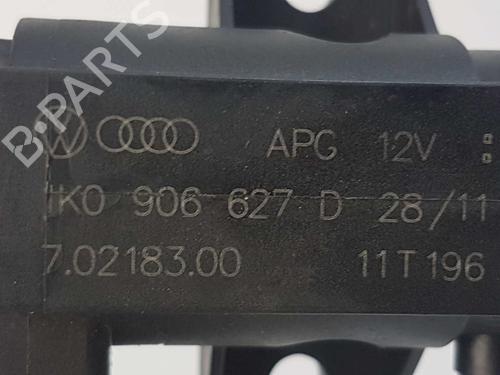 APG 12V
1K0 906 627 D 28/11
7.02183.00 11T196
B-PARTS